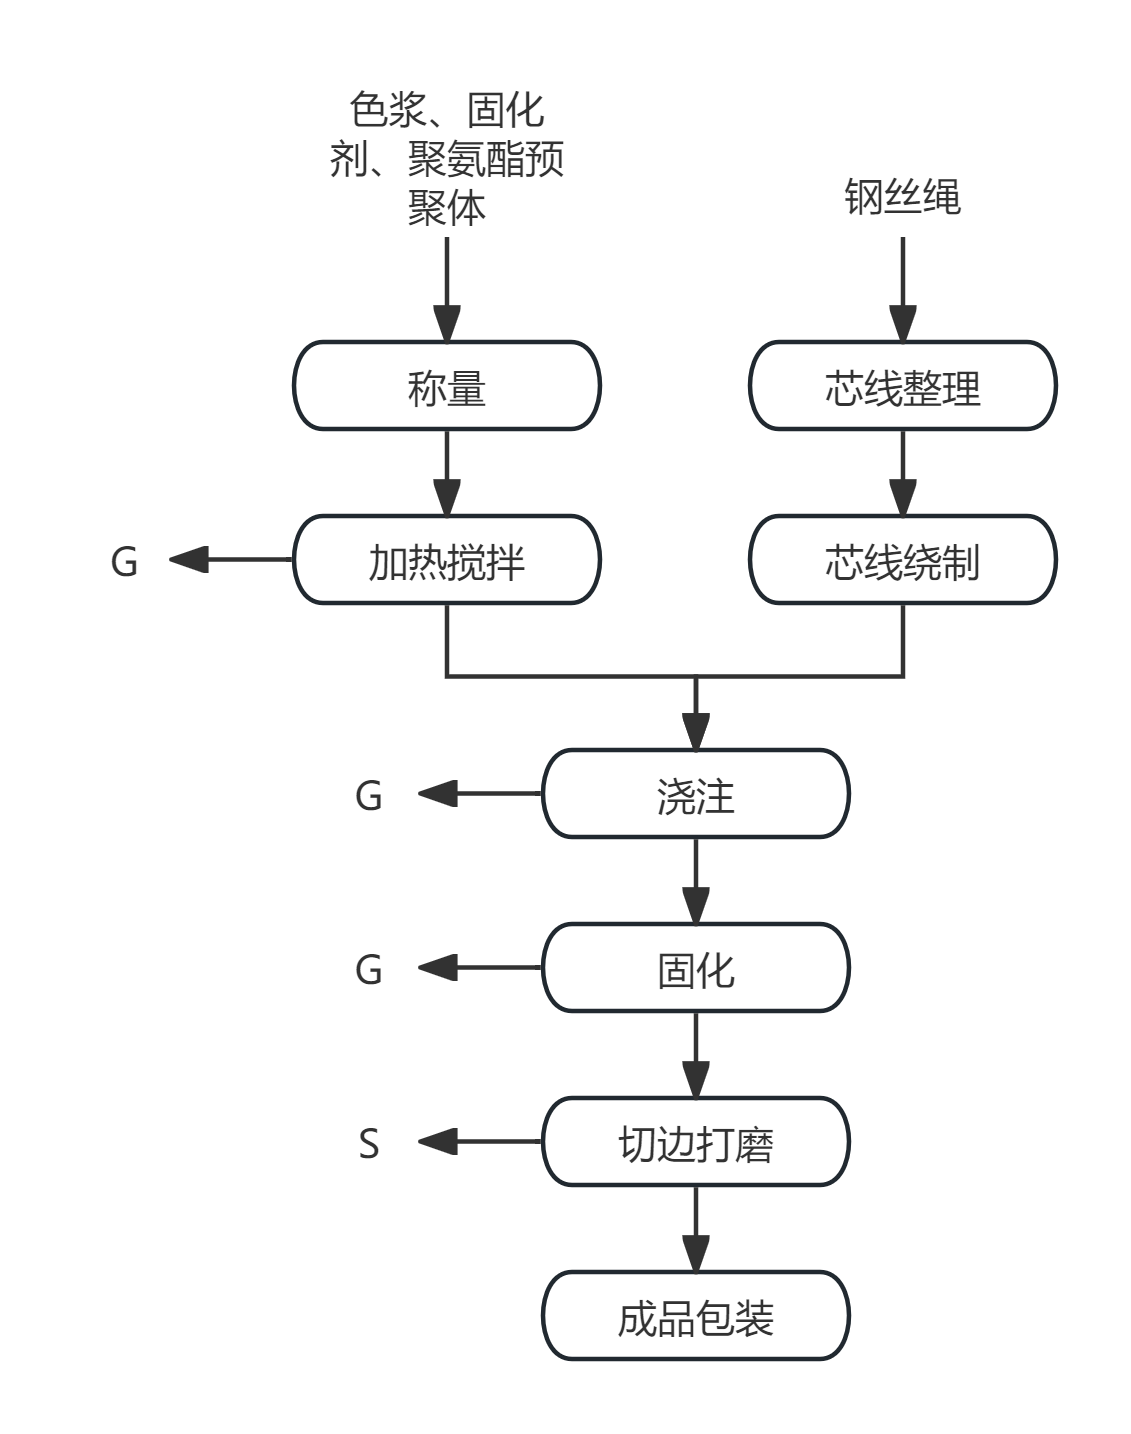 色浆、固化
剂、聚氨酯预
聚体
钢丝绳
称量
芯线整理
G
加热搅拌
芯线绕制
G
浇注
G
固化
S
切边打磨
成品包装